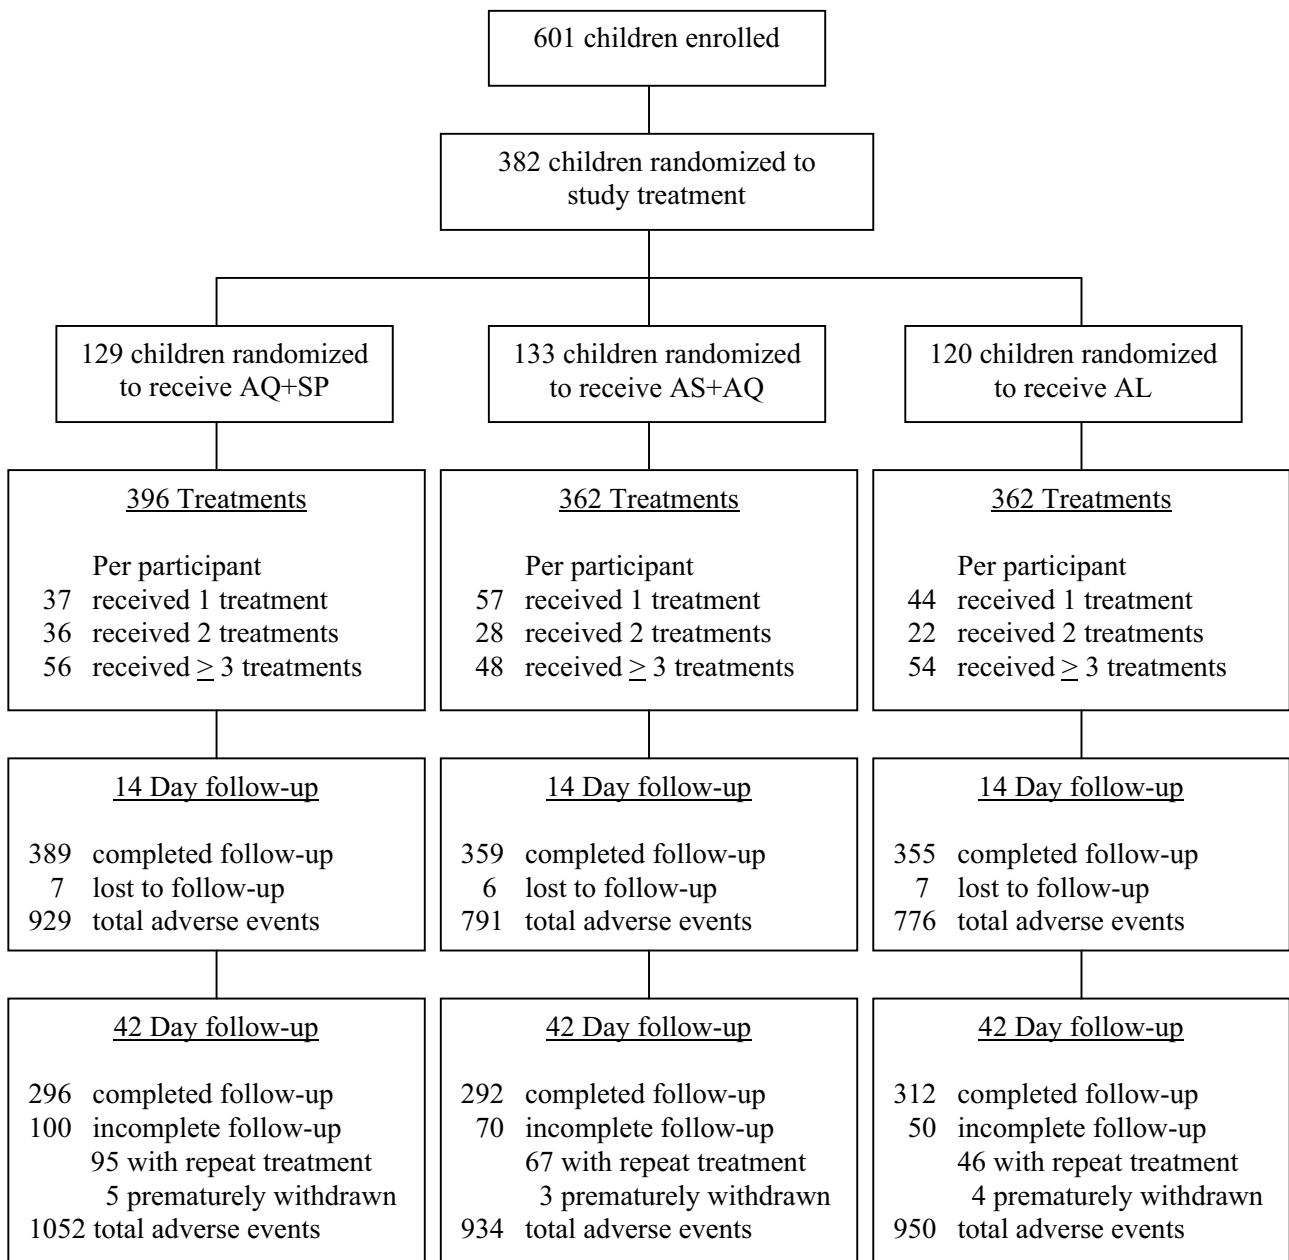 601 children enrolled
382 children randomized to
study treatment
129 children randomized
to receive AQ+SP
133 children randomized
to receive AS+AQ
120 children randomized
to receive AL
396 Treatments
Per participant
37 received 1 treatment
36 received 2 treatments
56 received ≥ 3 treatments
362 Treatments
Per participant
57 received 1 treatment
28 received 2 treatments
48 received ≥ 3 treatments
362 Treatments
Per participant
44 received 1 treatment
22 received 2 treatments
54 received ≥ 3 treatments
14 Day follow-up
389 completed follow-up
7 lost to follow-up
929 total adverse events
14 Day follow-up
359 completed follow-up
6 lost to follow-up
791 total adverse events
14 Day follow-up
355 completed follow-up
7 lost to follow-up
776 total adverse events
42 Day follow-up
296 completed follow-up
100 incomplete follow-up
95 with repeat treatment
5 prematurely withdrawn
1052 total adverse events
42 Day follow-up
292 completed follow-up
70 incomplete follow-up
67 with repeat treatment
3 prematurely withdrawn
934 total adverse events
42 Day follow-up
312 completed follow-up
50 incomplete follow-up
46 with repeat treatment
4 prematurely withdrawn
950 total adverse events